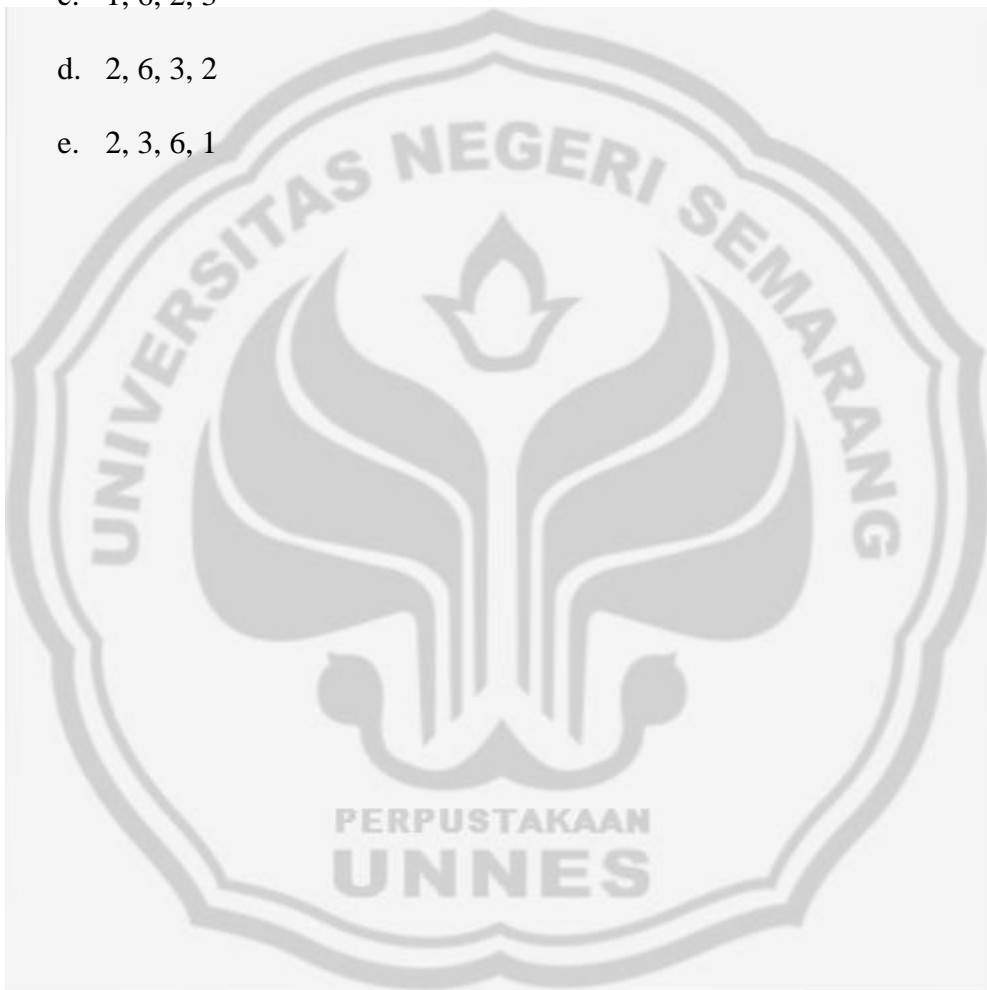 d. 2, 6, 3, 2
e. 2, 3, 6, 1
UNIVERSITAS NEGERI SEMARANG
PERPUSTAKAAN
UNNES